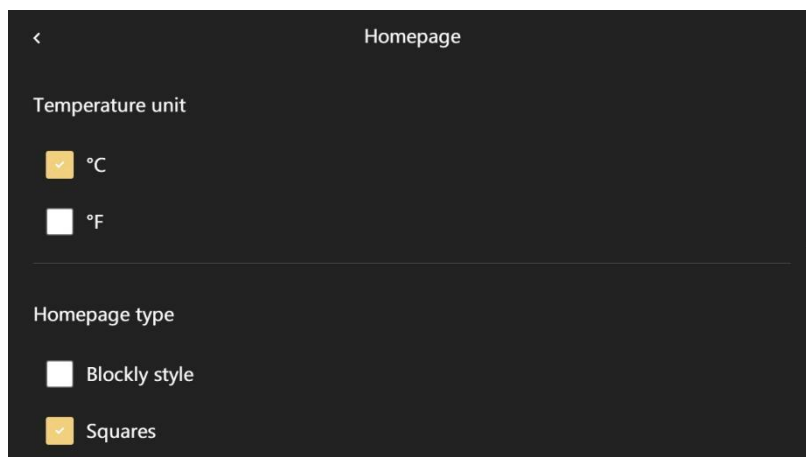 Homepage
Temperature unit
°C
°F
Homepage type
Blockly style
Squares